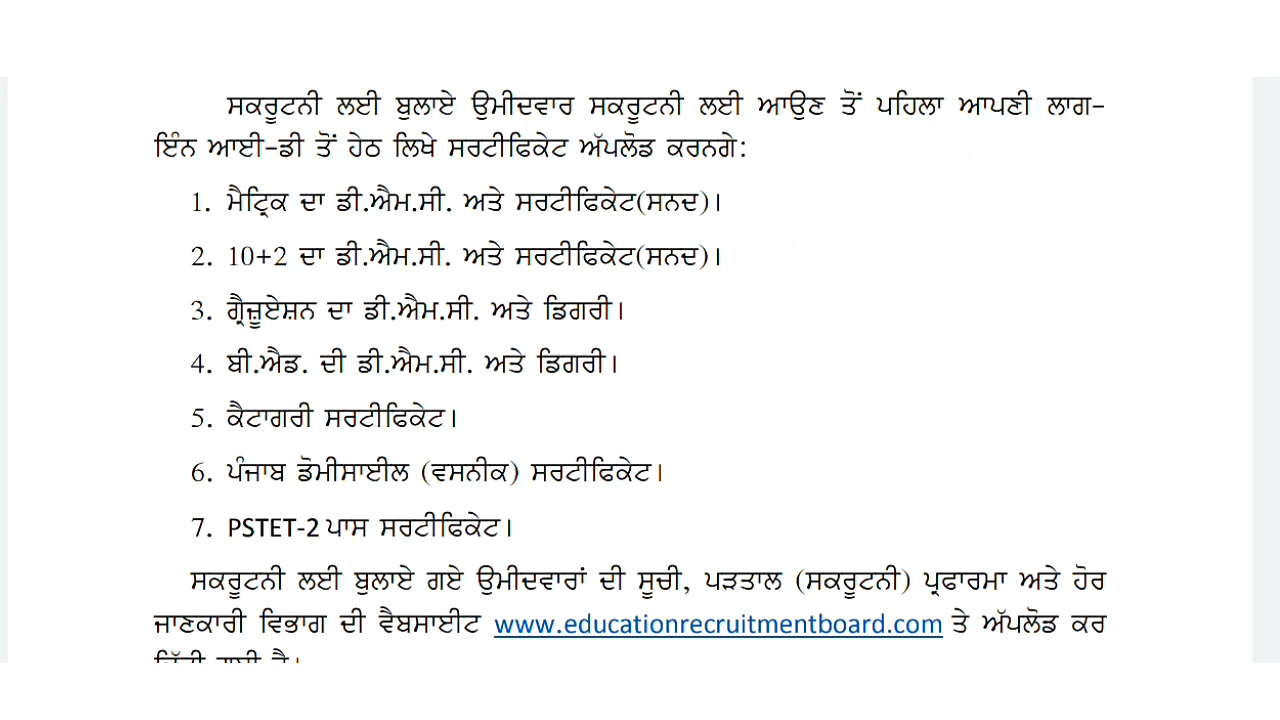 ਸਕਰੂਟਨੀ ਲਈ ਬੁਲਾਏ ਉਮੀਦਵਾਰ ਸਕਰੂਟਨੀ ਲਈ ਆਉਣ ਤੋਂ ਪਹਿਲਾ ਆਪਣੀ ਲਾਗ-
ਇੰਨ ਆਈ-ਡੀ ਤੋਂ ਹੇਠ ਲਿਖੇ ਸਰਟੀਫਿਕੇਟ ਅੱਪਲੋਡ ਕਰਨਗੇ:
1. ਮੈਟ੍ਰਿਕ ਦਾ ਡੀ.ਐਮ.ਸੀ. ਅਤੇ ਸਰਟੀਫਿਕੇਟ(ਸਨਦ)।
2. 10+2 ਦਾ ਡੀ.ਐਮ.ਸੀ. ਅਤੇ ਸਰਟੀਫਿਕੇਟ(ਸਨਦ)।
3. ਗ੍ਰੈਜ਼ੂਏਸ਼ਨ ਦਾ ਡੀ.ਐਮ.ਸੀ. ਅਤੇ ਡਿਗਰੀ।
4. ਬੀ.ਐਡ. ਦੀ ਡੀ.ਐਮ.ਸੀ. ਅਤੇ ਡਿਗਰੀ।
5. ਕੈਟਾਗਰੀ ਸਰਟੀਫਿਕੇਟ।
6. ਪੰਜਾਬ ਡੋਮੀਸਾਈਲ (ਵਸਨੀਕ) ਸਰਟੀਫਿਕੇਟ।
7. PSTET-2 ਪਾਸ ਸਰਟੀਫਿਕੇਟ।
ਸਕਰੂਟਨੀ ਲਈ ਬੁਲਾਏ ਗਏ ਉਮੀਦਵਾਰਾਂ ਦੀ ਸੂਚੀ, ਪੜਤਾਲ (ਸਕਰੂਟਨੀ) ਪ੍ਰਫਾਰਮਾ ਅਤੇ ਹੋਰ
ਜਾਣਕਾਰੀ ਵਿਭਾਗ ਦੀ ਵੈਬਸਾਈਟ www.educationrecruitmentboard.com ਤੇ ਅੱਪਲੋਡ ਕਰ